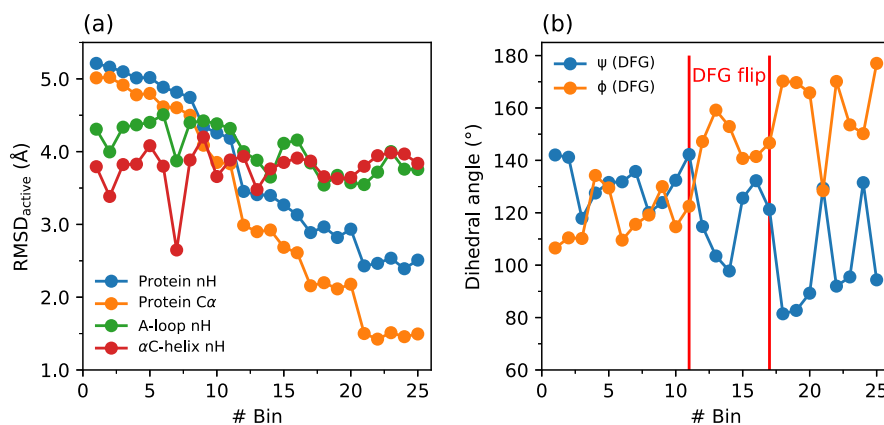 (a)
RMSDactive (Å)
5.0
4.0
3.0
2.0
1.0
Protein nH
Protein Cα
A-loop nH
αC-helix nH
0 5 10 15 20 25
# Bin
(b)
Dihedral angle (°)
180
160
140
120
100
80
60
ψ (DFG)
ϕ (DFG)
DFG flip
0 5 10 15 20 25
# Bin